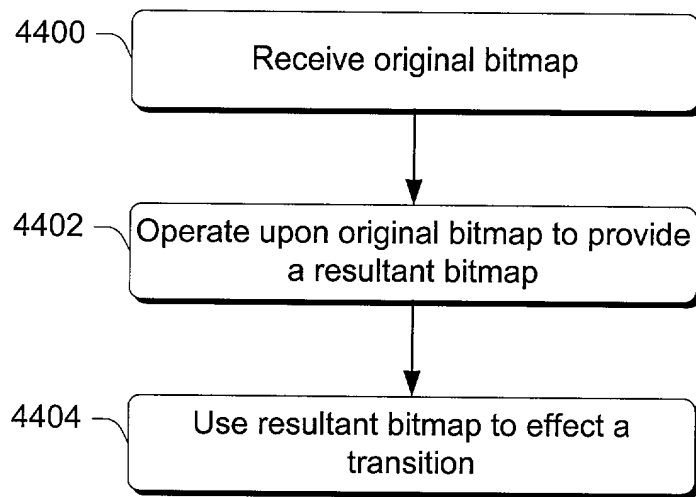 4400
Receive original bitmap
4402
Operate upon original bitmap to provide
a resultant bitmap
4404
Use resultant bitmap to effect a
transition